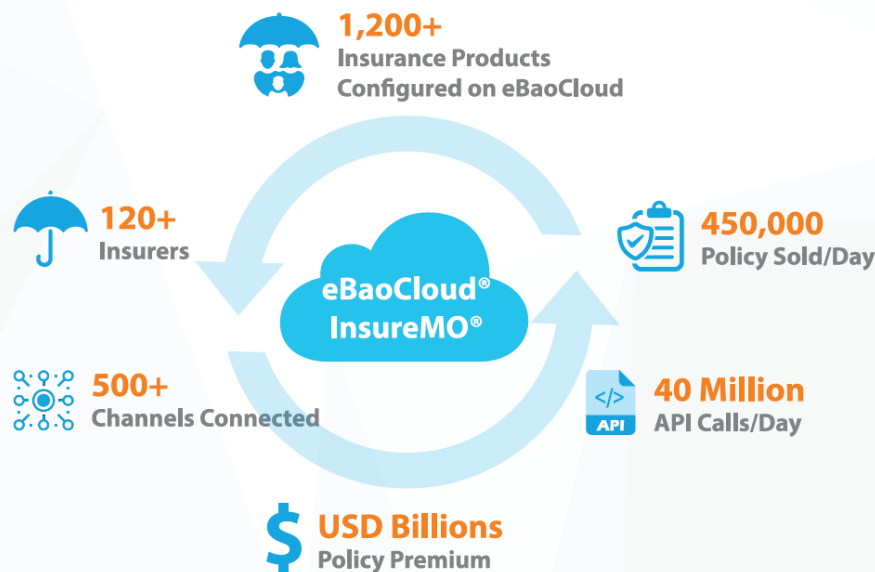 1,200+
Insurance Products
Configured on eBaoCloud
120+
Insurers
450,000
Policy Sold/Day
eBaoCloud®
InsureMO®
500+
Channels Connected
</>
API
40 Million
API Calls/Day
$
USD Billions
Policy Premium